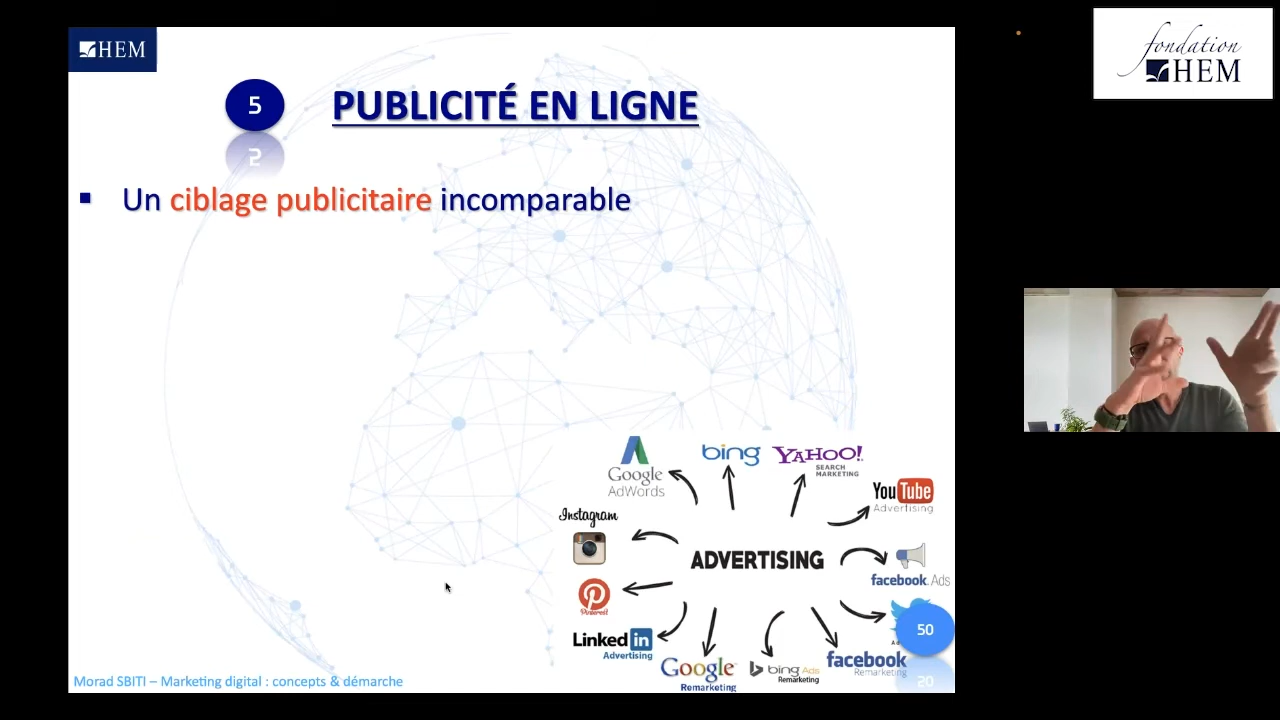 HEM
fondation
HEM
5
PUBLICITÉ EN LIGNE
Un ciblage publicitaire incomparable
Google
AdWords
bing
YAHOO!
SEARCH
MARKETING
YouTube
Advertising
Instagram
ADVERTISING
facebook Ads
Pinterest
Linked in
Advertising
Google
Remarketing
bing Ads
Remarketing
facebook
Remarketing
50
Morad SBITI – Marketing digital : concepts & démarche